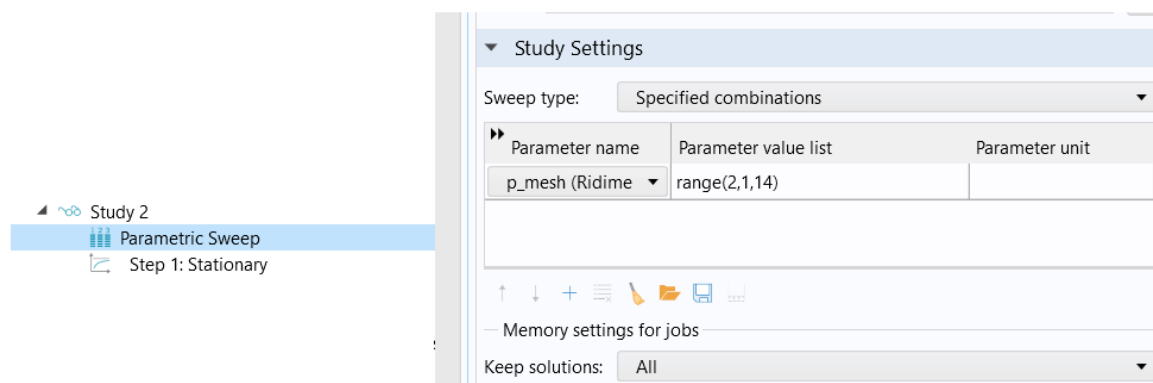 Study 2
Parametric Sweep
Step 1: Stationary
Study Settings
Sweep type: Specified combinations
Parameter name Parameter value list Parameter unit
p_mesh (Ridime range(2,1,14)
Memory settings for jobs
Keep solutions: All